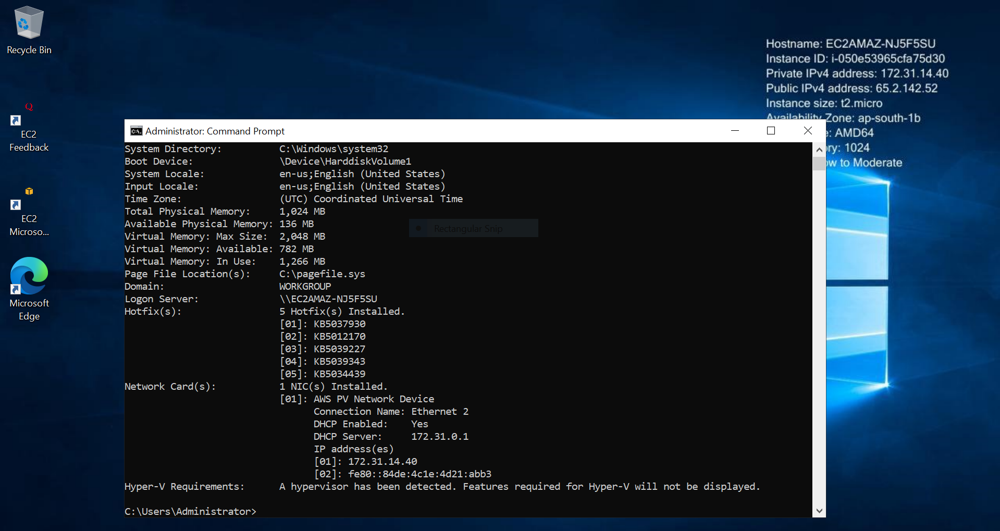 Recycle Bin
Q
EC2
Feedback
EC2
Microso...
Microsoft
Edge
Hostname: EC2AMAZ-NJ5F5SU
Instance ID: i-050e53965cfa75d30
Private IPv4 address: 172.31.14.40
Public IPv4 address: 65.2.142.52
Instance size: t2.micro
Availability Zone: ap-south-1b
e: AMD64
ry: 1024
w to Moderate
C:\. Administrator: Command Prompt
System Directory: C:\Windows\system32
Boot Device: \Device\HarddiskVolume1
System Locale: en-us;English (United States)
Input Locale: en-us;English (United States)
Time Zone: (UTC) Coordinated Universal Time
Total Physical Memory: 1,024 MB
Available Physical Memory: 136 MB
Virtual Memory: Max Size: 2,048 MB
Virtual Memory: Available: 782 MB
Virtual Memory: In Use: 1,266 MB
Page File Location(s): C:\pagefile.sys
Domain: WORKGROUP
Logon Server: \\EC2AMAZ-NJ5F5SU
Hotfix(s): 5 Hotfix(s) Installed.
[01]: KB5037930
[02]: KB5012170
[03]: KB5039227
[04]: KB5039343
[05]: KB5034439
Network Card(s): 1 NIC(s) Installed.
[01]: AWS PV Network Device
Connection Name: Ethernet 2
DHCP Enabled: Yes
DHCP Server: 172.31.0.1
IP address(es)
[01]: 172.31.14.40
[02]: fe80::84de:4c1e:4d21:abb3
Hyper-V Requirements: A hypervisor has been detected. Features required for Hyper-V will not be displayed.
C:\Users\Administrator>
Rectangular Snip